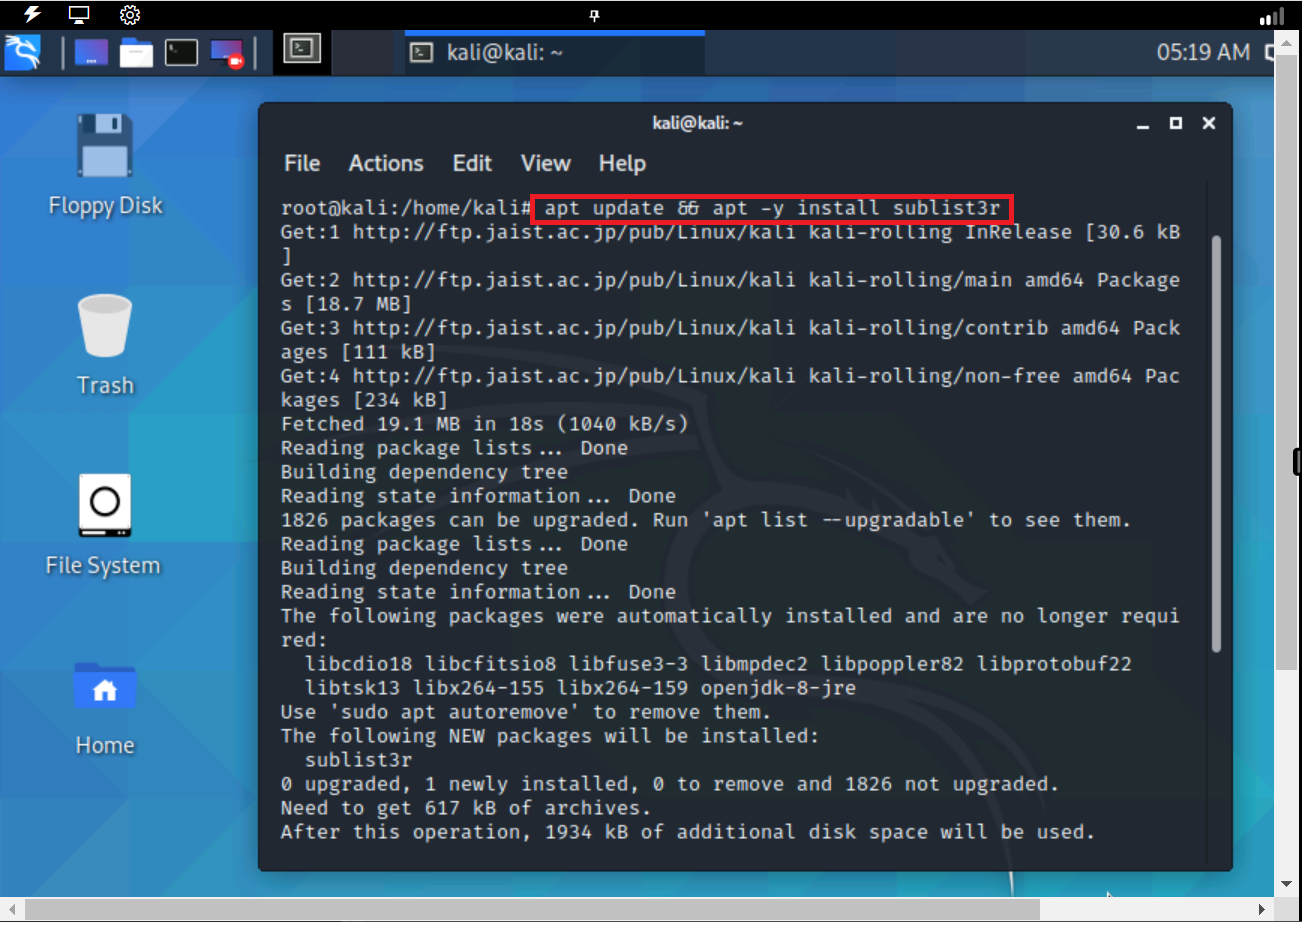 kali@kali: ~
05:19 AM
Floppy Disk
Trash
File System
Home
kali@kali: ~
File Actions Edit View Help
root@kali:/home/kali# apt update && apt -y install sublist3r
Get:1 http://ftp.jaist.ac.jp/pub/Linux/kali kali-rolling InRelease [30.6 kB
]
Get:2 http://ftp.jaist.ac.jp/pub/Linux/kali kali-rolling/main amd64 Package
s [18.7 MB]
Get:3 http://ftp.jaist.ac.jp/pub/Linux/kali kali-rolling/contrib amd64 Pack
ages [111 kB]
Get:4 http://ftp.jaist.ac.jp/pub/Linux/kali kali-rolling/non-free amd64 Pac
kages [234 kB]
Fetched 19.1 MB in 18s (1040 kB/s)
Reading package lists... Done
Building dependency tree
Reading state information... Done
1826 packages can be upgraded. Run 'apt list --upgradable' to see them.
Reading package lists... Done
Building dependency tree
Reading state information... Done
The following packages were automatically installed and are no longer requi
red:
libcdio18 libcfitsio8 libfuse3-3 libmpdec2 libpoppler82 libprotobuf22
libtsk13 libx264-155 libx264-159 openjdk-8-jre
Use 'sudo apt autoremove' to remove them.
The following NEW packages will be installed:
sublist3r
0 upgraded, 1 newly installed, 0 to remove and 1826 not upgraded.
Need to get 617 kB of archives.
After this operation, 1934 kB of additional disk space will be used.